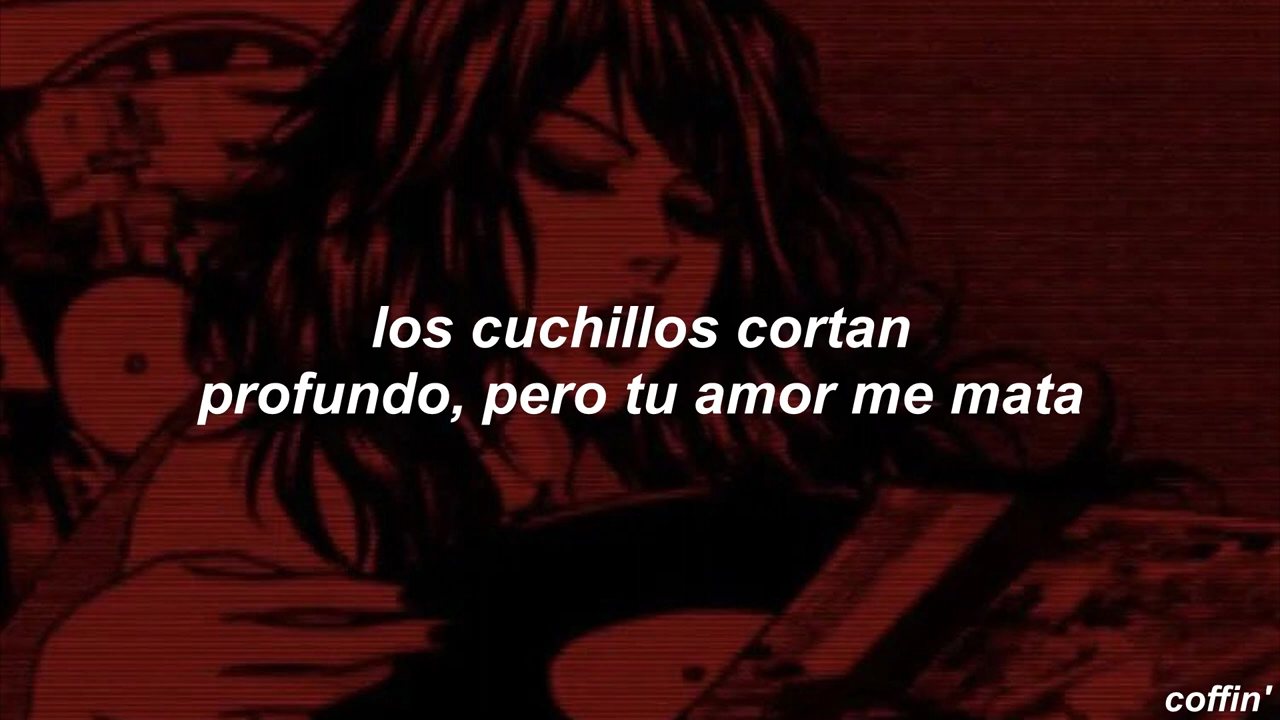 los cuchillos cortan
profundo, pero tu amor me mata
coffin'